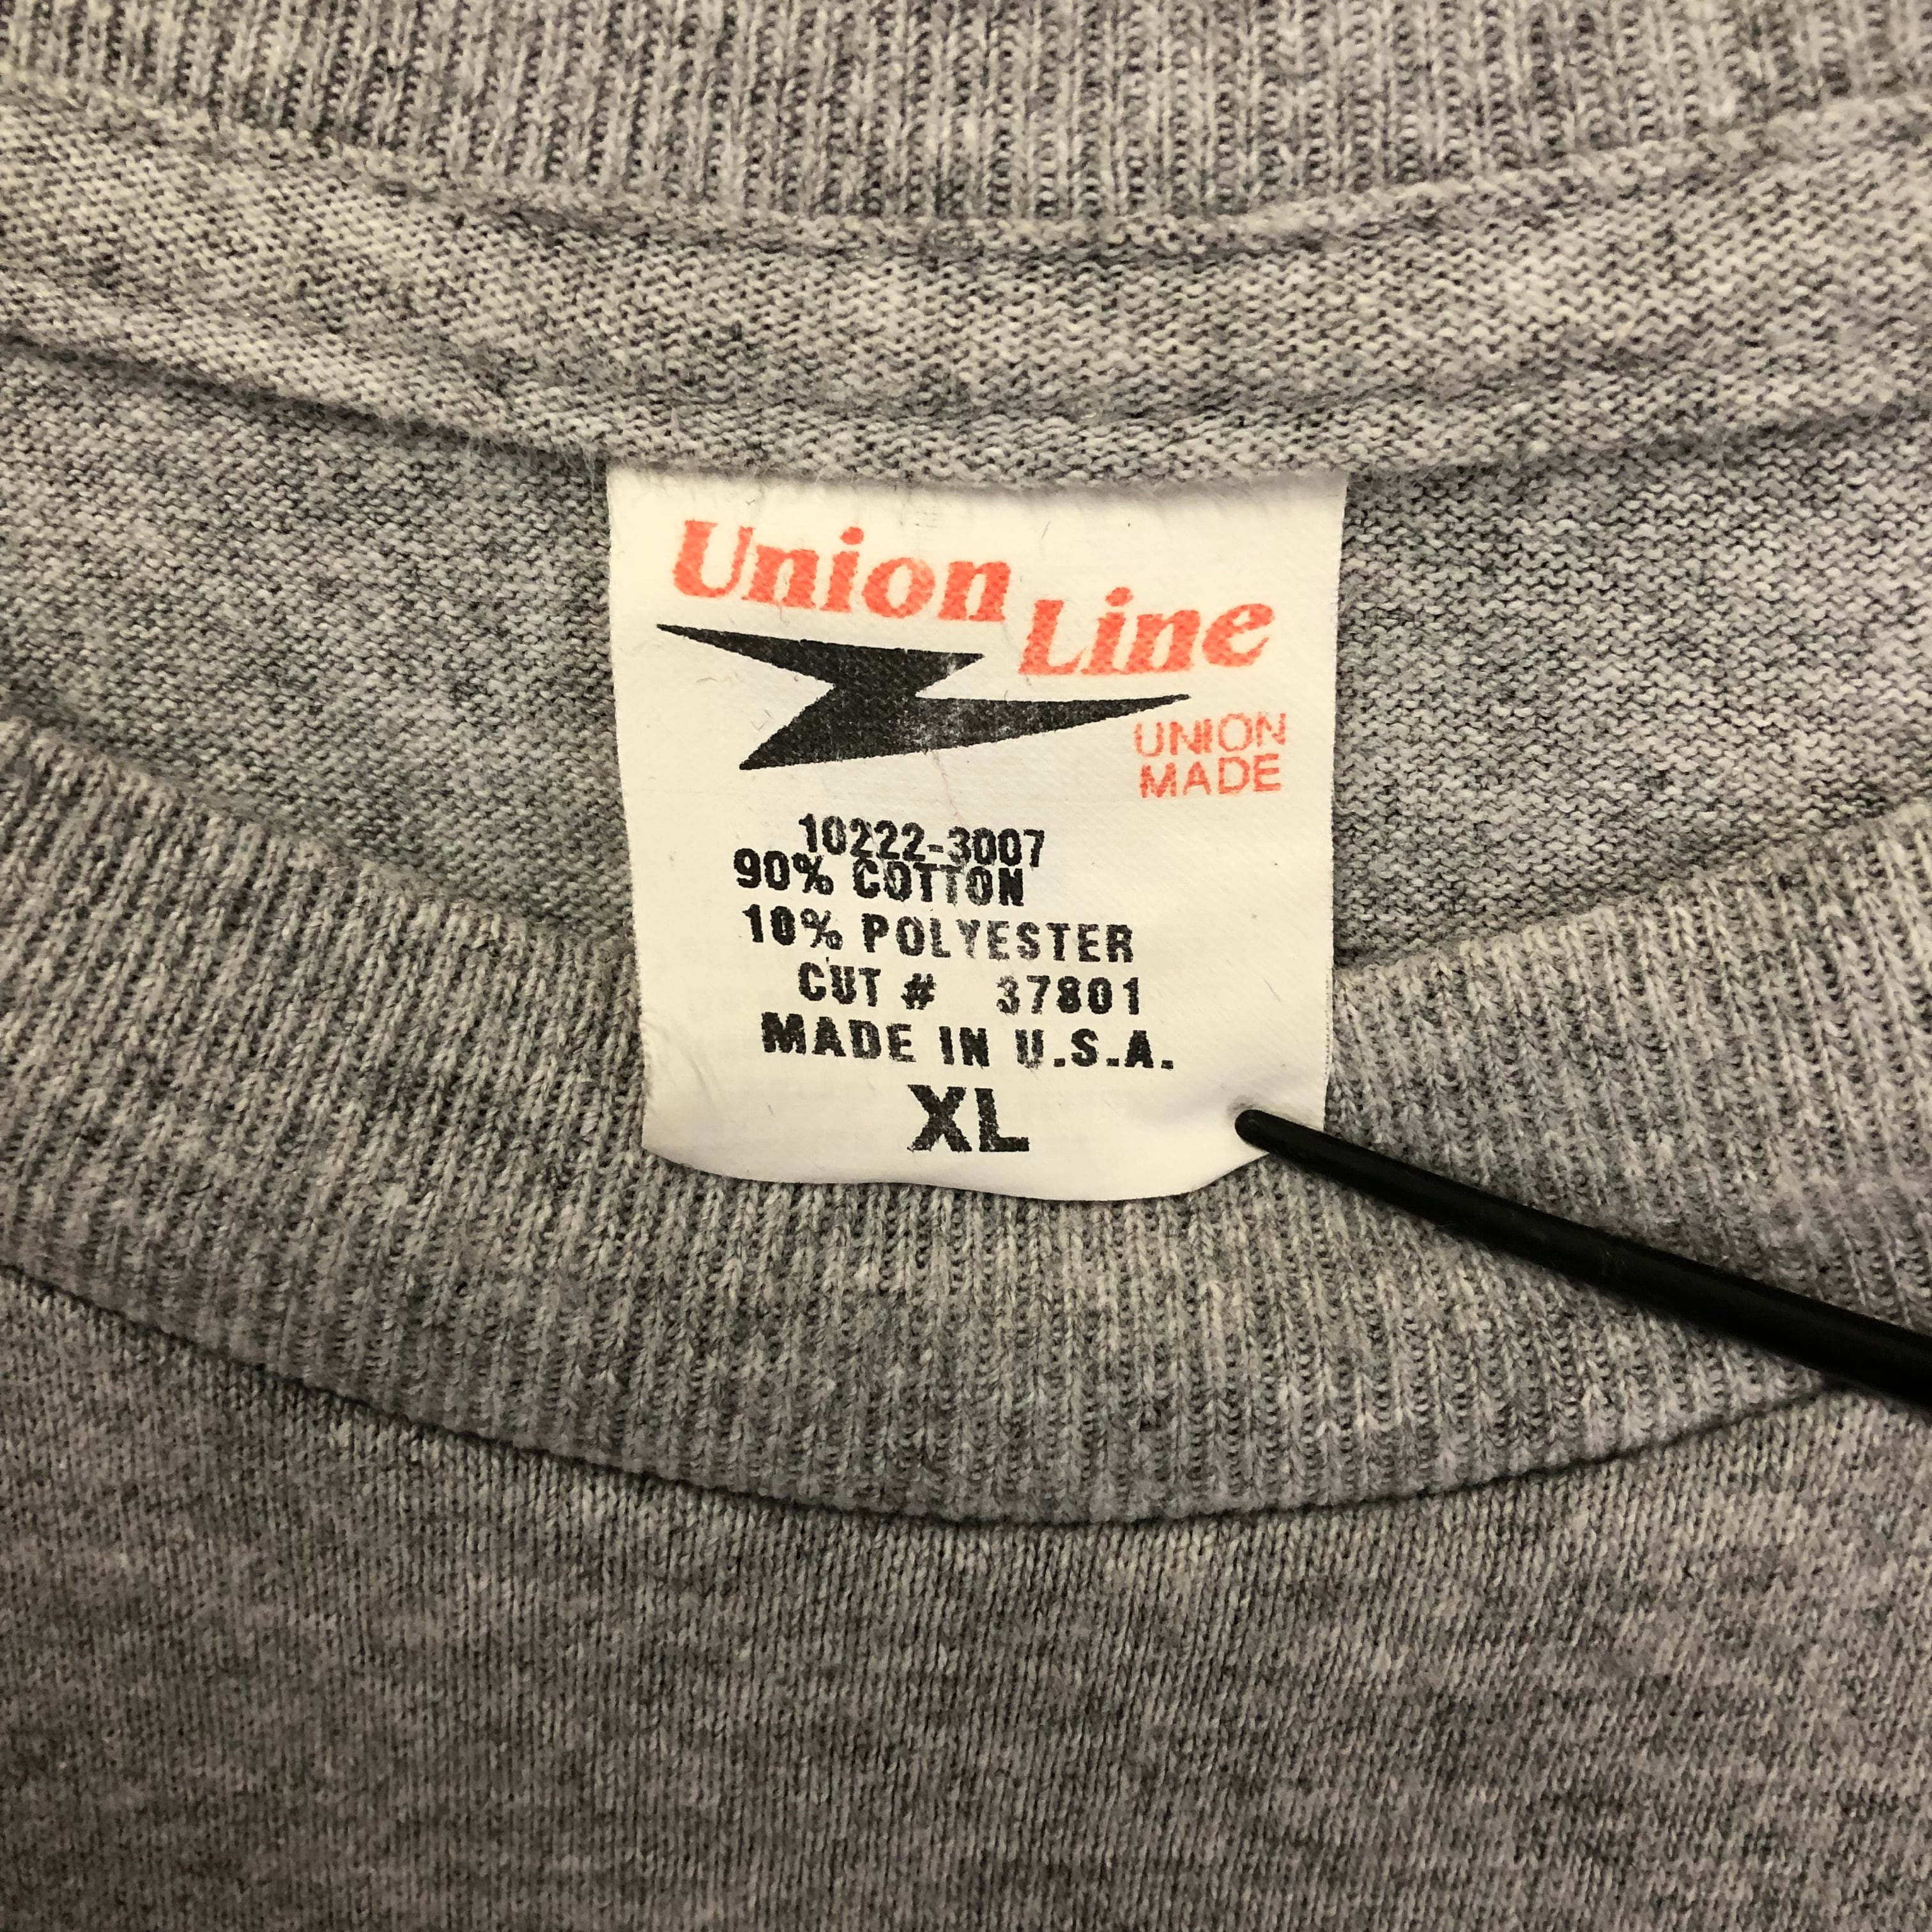 Union Line
UNION
MADE
10222-3007
90% COTTON
10% POLYESTER
CUT # 37801
MADE IN U.S.A.
XL